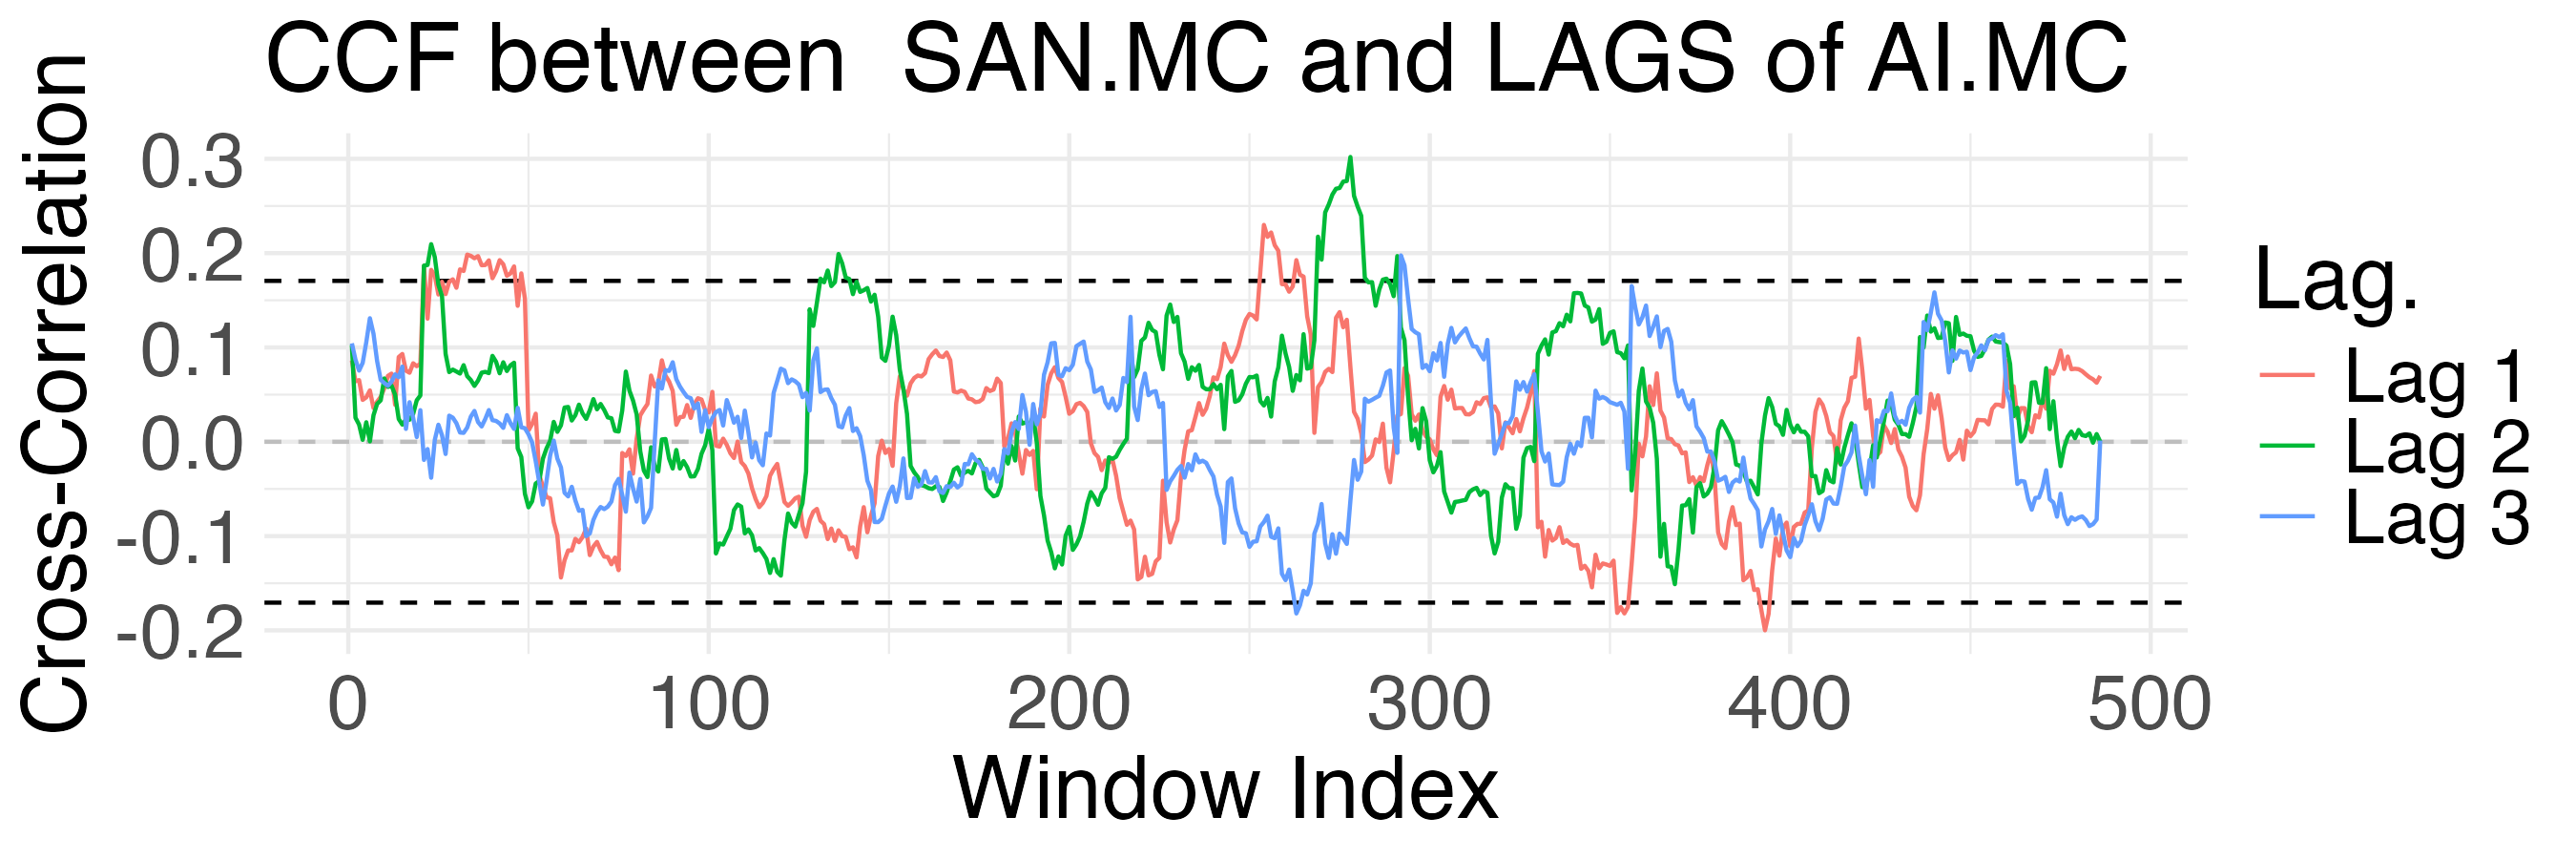 CCF between  SAN.MC and LAGS of AI.MC
Cross-Correlation
0.3
0.2
0.1
0.0
-0.1
-0.2
0 100 200 300 400 500
Window Index
Lag.
Lag 1
Lag 2
Lag 3